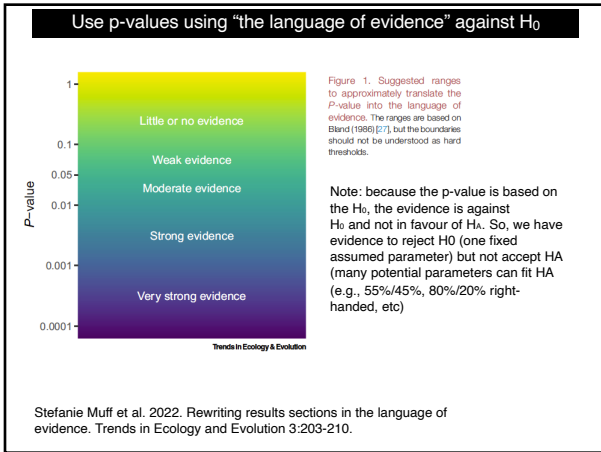 Use p-values using “the language of evidence” against H₀
1
0.1
0.05
0.01
0.001
0.0001
P−value
Little or no evidence
Weak evidence
Moderate evidence
Strong evidence
Very strong evidence
Trends in Ecology & Evolution
Figure 1. Suggested ranges
to approximately translate the
P-value into the language of
evidence. The ranges are based on
Bland (1986) [27], but the boundaries
should not be understood as hard
thresholds.
Note: because the p-value is based on
the H₀, the evidence is against
H₀ and not in favour of Hᴀ. So, we have
evidence to reject H0 (one fixed
assumed parameter) but not accept HA
(many potential parameters can fit HA
(e.g., 55%/45%, 80%/20% right-
handed, etc)
Stefanie Muff et al. 2022. Rewriting results sections in the language of
evidence. Trends in Ecology and Evolution 3:203-210.